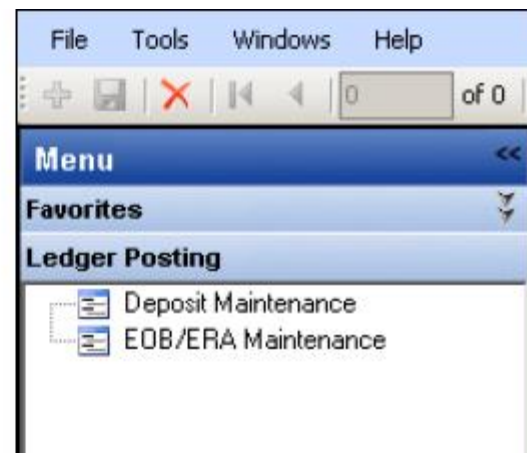 File Tools Windows Help
0 of 0
Menu <<
Favorites
Ledger Posting
Deposit Maintenance
EOB/ERA Maintenance